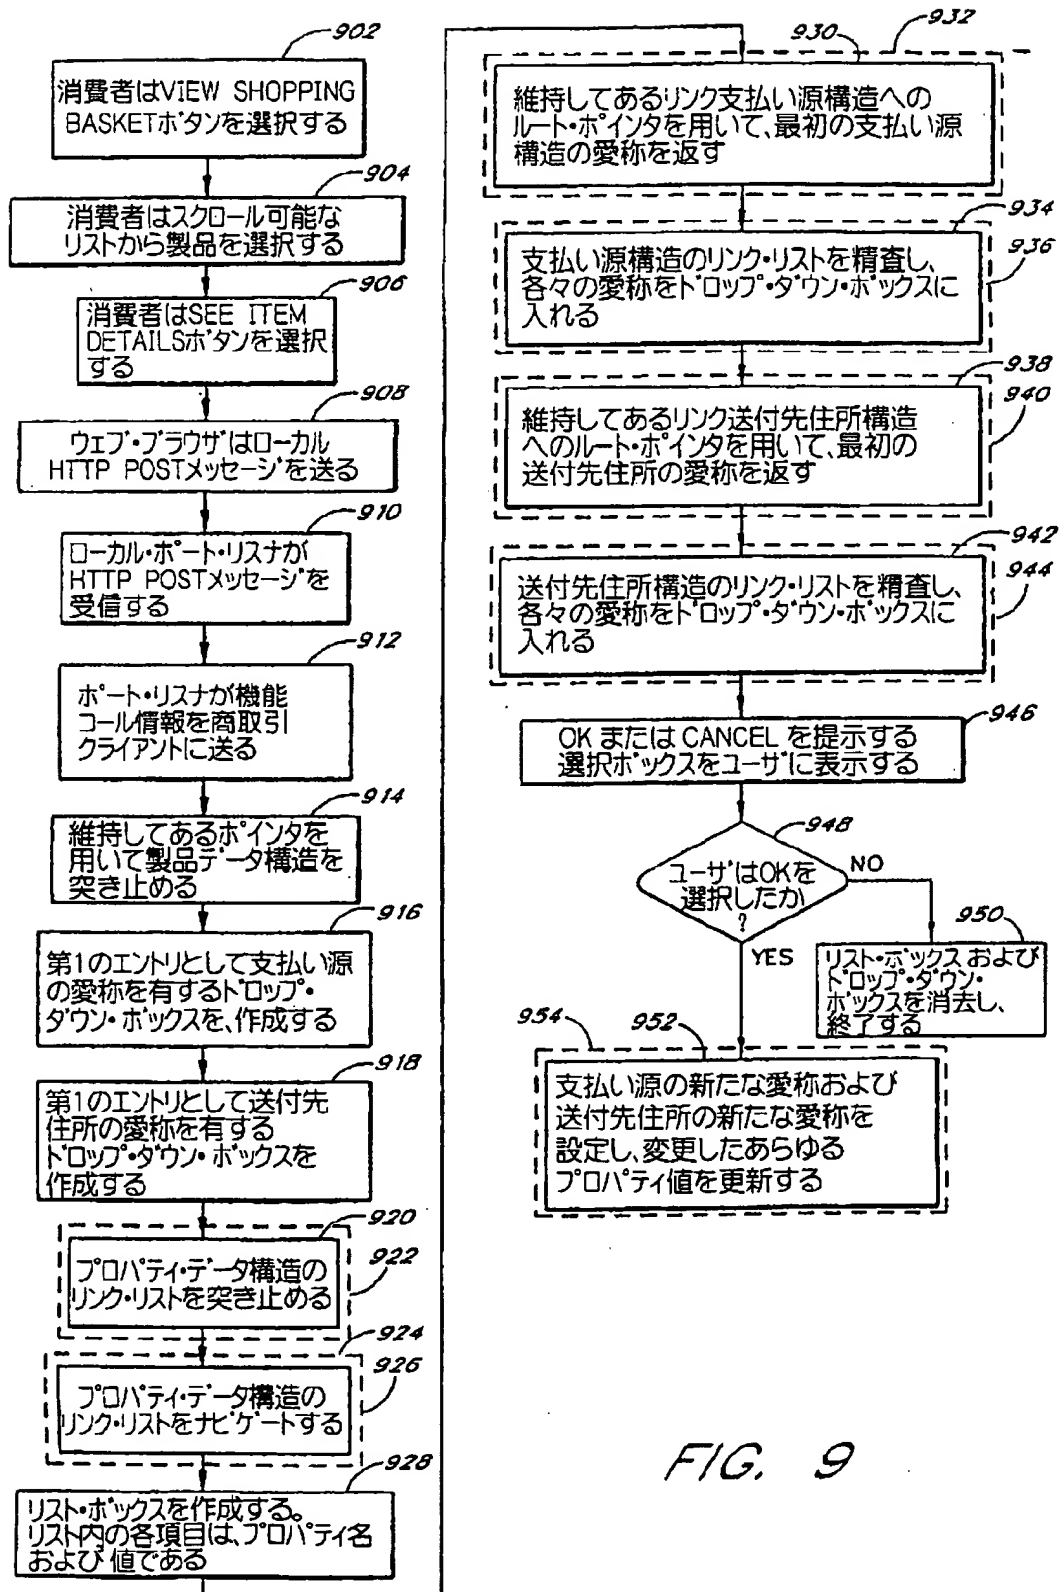 902
消費者はVIEW SHOPPING
BASKETボタンを選択する
904
消費者はスクロール可能な
リストから製品を選択する
906
消費者はSEE ITEM
DETAILSボタンを選択
する
908
ウェブ・ブラウザはローカル
HTTP POSTメッセージを送る
910
ローカル・ポート・リスナが
HTTP POSTメッセージを
受信する
912
ポート・リスナが機能
コール情報を商取引
クライアントに送る
914
維持してあるポインタを
用いて製品データ構造を
突き止める
916
第1のエントリとして支払い源
の愛称を有するドロップ・
ダウン・ボックスを、作成する
918
第1のエントリとして送付先
住所の愛称を有する
ドロップ・ダウン・ボックスを
作成する
920
922
プロパティ・データ構造の
リンク・リストを突き止める
924
926
プロパティ・データ構造の
リンク・リストをナビゲートする
928
リスト・ボックスを作成する。
リスト内の各項目は、プロパティ名
および値である
930
932
維持してあるリンク支払い源構造への
ルート・ポインタを用いて、最初の支払い源
構造の愛称を返す
934
936
支払い源構造のリンク・リストを精査し、
各々の愛称をドロップ・ダウン・ボックスに
入れる
938
940
維持してあるリンク送付先住所構造
へのルート・ポインタを用いて、最初の
送付先住所の愛称を返す
942
944
送付先住所構造のリンク・リストを精査し、
各々の愛称をドロップ・ダウン・ボックスに
入れる
946
OK または CANCEL を提示する
選択ボックスをユーザに表示する
948
ユーザはOKを
選択したか
?
NO
YES
950
リスト・ボックス および
ドロップ・ダウン・
ボックスを消去し、
終了する
954
952
支払い源の新たな愛称および
送付先住所の新たな愛称を
設定し、変更したあらゆる
プロパティ値を更新する
FIG. 9